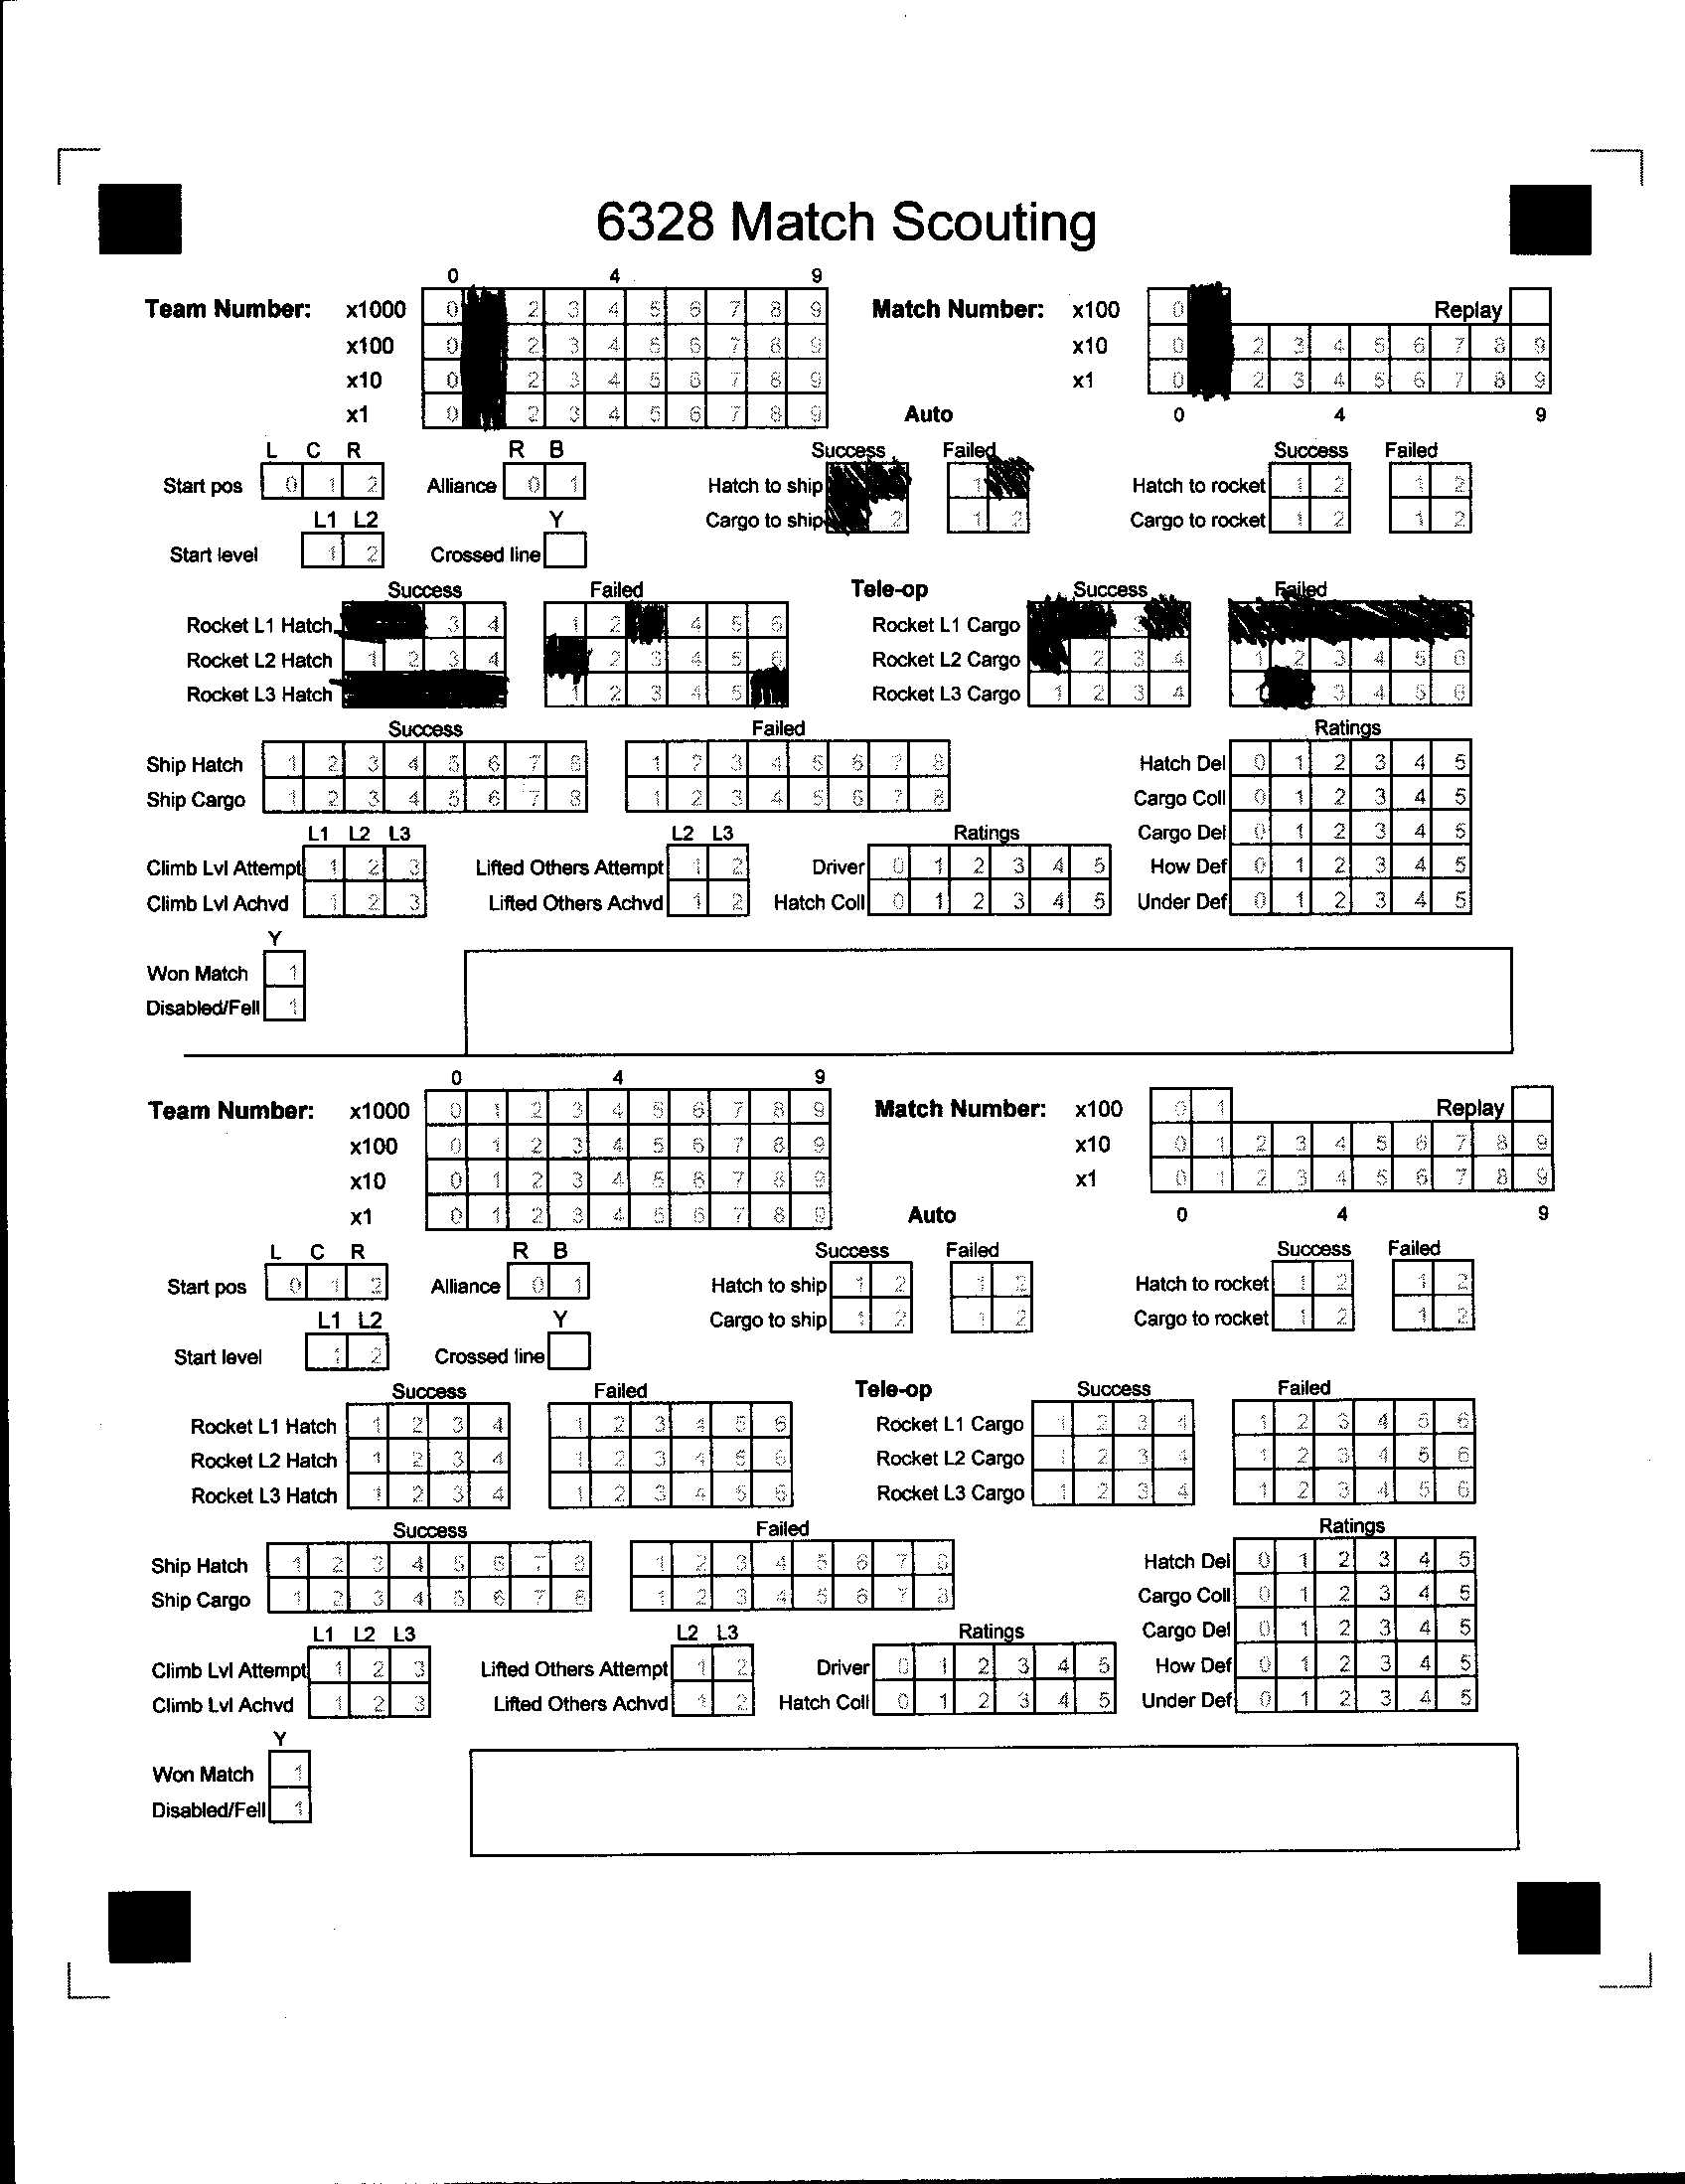 6328 Match Scouting
0 4 9
Team Number: x1000 0 2 3 4 5 6 7 8 9 Match Number: x100 0 Replay
x100 0 2 3 4 5 6 7 8 9 x10 0 2 3 4 5 6 7 8 9
x10 0 2 3 4 5 6 7 8 9 x1 0 2 3 4 5 6 7 8 9
x1 0 2 3 4 5 6 7 8 9 Auto 0 4 9
L C R R B Success Failed Success Failed
Start pos 0 1 2 Alliance 0 1 Hatch to ship 1 Hatch to rocket 1 2 1 2
L1 L2 Y Cargo to ship 2 1 2 Cargo to rocket 1 2 1 2
Start level 1 2 Crossed line
Success Failed Tele-op Success Failed
Rocket L1 Hatch 3 4 1 2 4 5 6 Rocket L1 Cargo 3
Rocket L2 Hatch 1 2 3 4 2 3 4 5 6 Rocket L2 Cargo 2 3 4 1 2 3 4 5 6
Rocket L3 Hatch 1 2 3 4 5 Rocket L3 Cargo 1 2 3 4 1 3 4 5 6
Success Failed Ratings
Ship Hatch 1 2 3 4 5 6 7 8 1 2 3 4 5 6 7 8 Hatch Del 0 1 2 3 4 5
Ship Cargo 1 2 3 4 5 6 7 8 1 2 3 4 5 6 7 8 Cargo Coll 0 1 2 3 4 5
L1 L2 L3 L2 L3 Ratings Cargo Del 0 1 2 3 4 5
Climb Lvl Attempt 1 2 3 Lifted Others Attempt 1 2 Driver 0 1 2 3 4 5 How Def 0 1 2 3 4 5
Climb Lvl Achvd 1 2 3 Lifted Others Achvd 1 2 Hatch Coll 0 1 2 3 4 5 Under Def 0 1 2 3 4 5
Y
Won Match 1
Disabled/Fell 1
0 4 9
Team Number: x1000 0 1 2 3 4 5 6 7 8 9 Match Number: x100 0 1 Replay
x100 0 1 2 3 4 5 6 7 8 9 x10 0 1 2 3 4 5 6 7 8 9
x10 0 1 2 3 4 5 6 7 8 9 x1 0 1 2 3 4 5 6 7 8 9
x1 0 1 2 3 4 5 6 7 8 9 Auto 0 4 9
L C R R B Success Failed Success Failed
Start pos 0 1 2 Alliance 0 1 Hatch to ship 1 2 1 2 Hatch to rocket 1 2 1 2
L1 L2 Y Cargo to ship 1 2 1 2 Cargo to rocket 1 2 1 2
Start level 1 2 Crossed line
Success Failed Tele-op Success Failed
Rocket L1 Hatch 1 2 3 4 1 2 3 4 5 6 Rocket L1 Cargo 1 2 3 4 1 2 3 4 5 6
Rocket L2 Hatch 1 2 3 4 1 2 3 4 5 6 Rocket L2 Cargo 1 2 3 4 1 2 3 4 5 6
Rocket L3 Hatch 1 2 3 4 1 2 3 4 5 6 Rocket L3 Cargo 1 2 3 4 1 2 3 4 5 6
Success Failed Ratings
Ship Hatch 1 2 3 4 5 6 7 8 1 2 3 4 5 6 7 8 Hatch Del 0 1 2 3 4 5
Ship Cargo 1 2 3 4 5 6 7 8 1 2 3 4 5 6 7 8 Cargo Coll 0 1 2 3 4 5
L1 L2 L3 L2 L3 Ratings Cargo Del 0 1 2 3 4 5
Climb Lvl Attempt 1 2 3 Lifted Others Attempt 1 2 Driver 0 1 2 3 4 5 How Def 0 1 2 3 4 5
Climb Lvl Achvd 1 2 3 Lifted Others Achvd 1 2 Hatch Coll 0 1 2 3 4 5 Under Def 0 1 2 3 4 5
Y
Won Match 1
Disabled/Fell 1